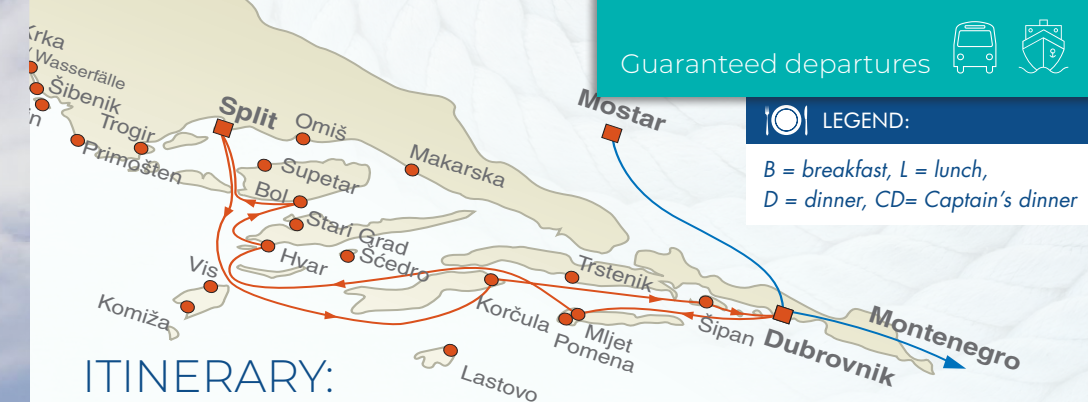 Guaranteed departures
LEGEND:
B = breakfast, L = lunch,
D = dinner, CD= Captain's dinner
Krka
Wasserfälle
Šibenik
in
Trogir
Primošten
Split
Omiš
Supetar
Makarska
Bol
Stari Grad
Hvar
Šćedro
Vis
Komiža
Mostar
Trstenik
Korčula
Mljet
Pomena
Šipan
Dubrovnik
Montenegro
Lastovo
ITINERARY: